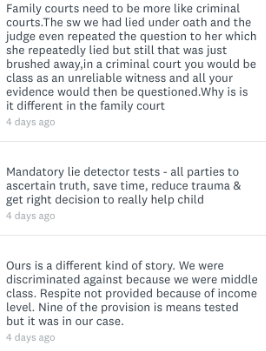 Family courts need to be more like criminal
courts.The sw we had lied under oath and the
judge even repeated the question to her which
she repeatedly lied but still that was just
brushed away,in a criminal court you would be
class as an unreliable witness and all your
evidence would then be questioned.Why is is
it different in the family court
4 days ago
Mandatory lie detector tests - all parties to
ascertain truth, save time, reduce trauma &
get right decision to really help child
4 days ago
Ours is a different kind of story. We were
discriminated against because we were middle
class. Respite not provided because of income
level. Nine of the provision is means tested
but it was in our case.
4 days ago